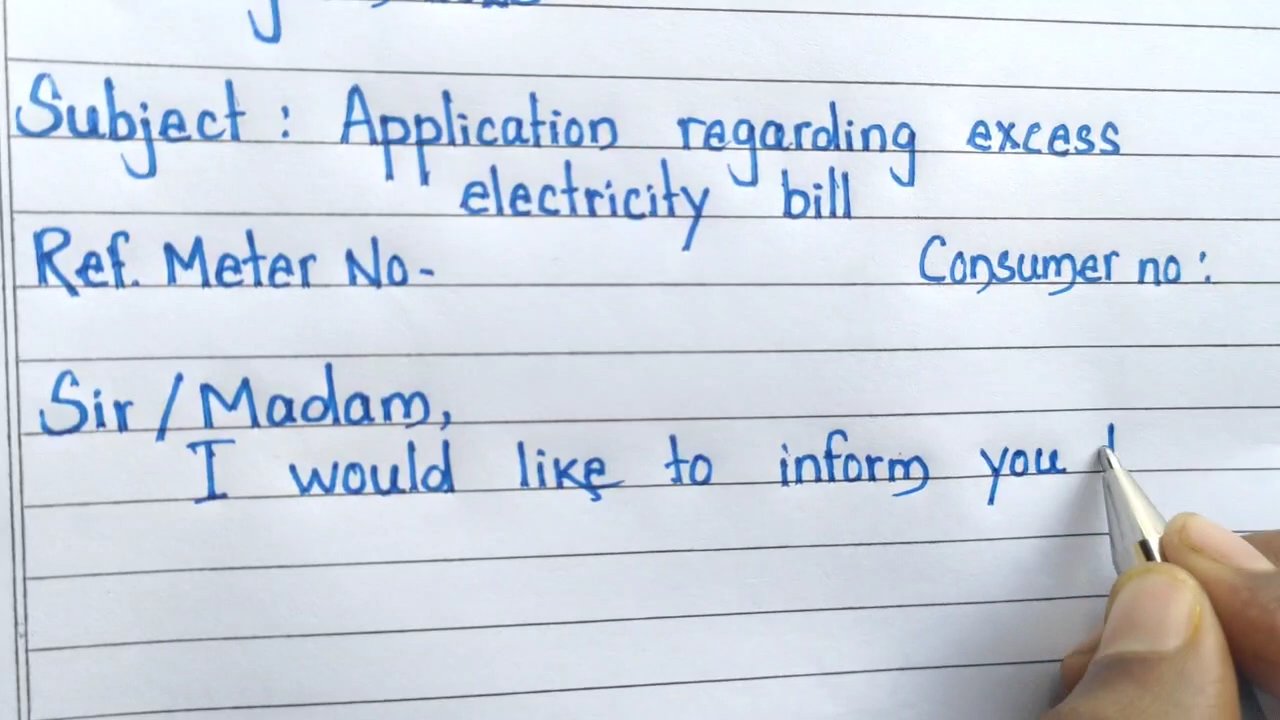 Subject : Application regarding excess
electricity bill
Ref. Meter No-
Consumer no :
Sir / Madam,
I would like to inform you